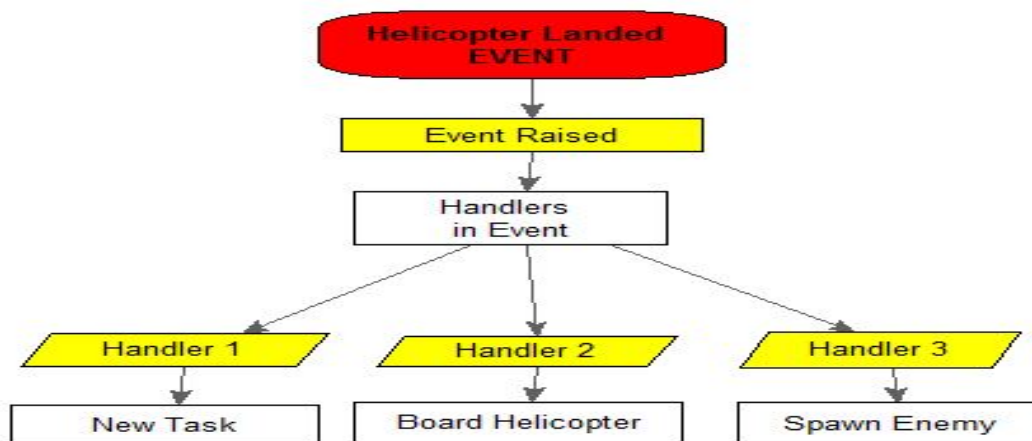 Helicopter Landed
EVENT
Event Raised
Handlers
in Event
Handler 1
Handler 2
Handler 3
New Task
Board Helicopter
Spawn Enemy